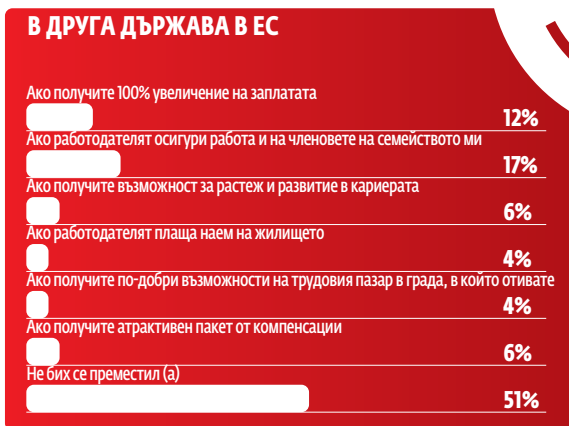 В ДРУГА ДЪРЖАВА В ЕС
Ако получите 100% увеличение на заплатата
12%
Ако работодателят осигури работа и на членовете на семейството ми
17%
Ако получите възможност за растеж и развитие в кариерата
6%
Ако работодателят плаща наем на жилището
4%
Ако получите по-добри възможности на трудовия пазар в града, в който отивате
4%
Ако получите атрактивен пакет от компенсации
6%
Не бих се преместил (а)
51%